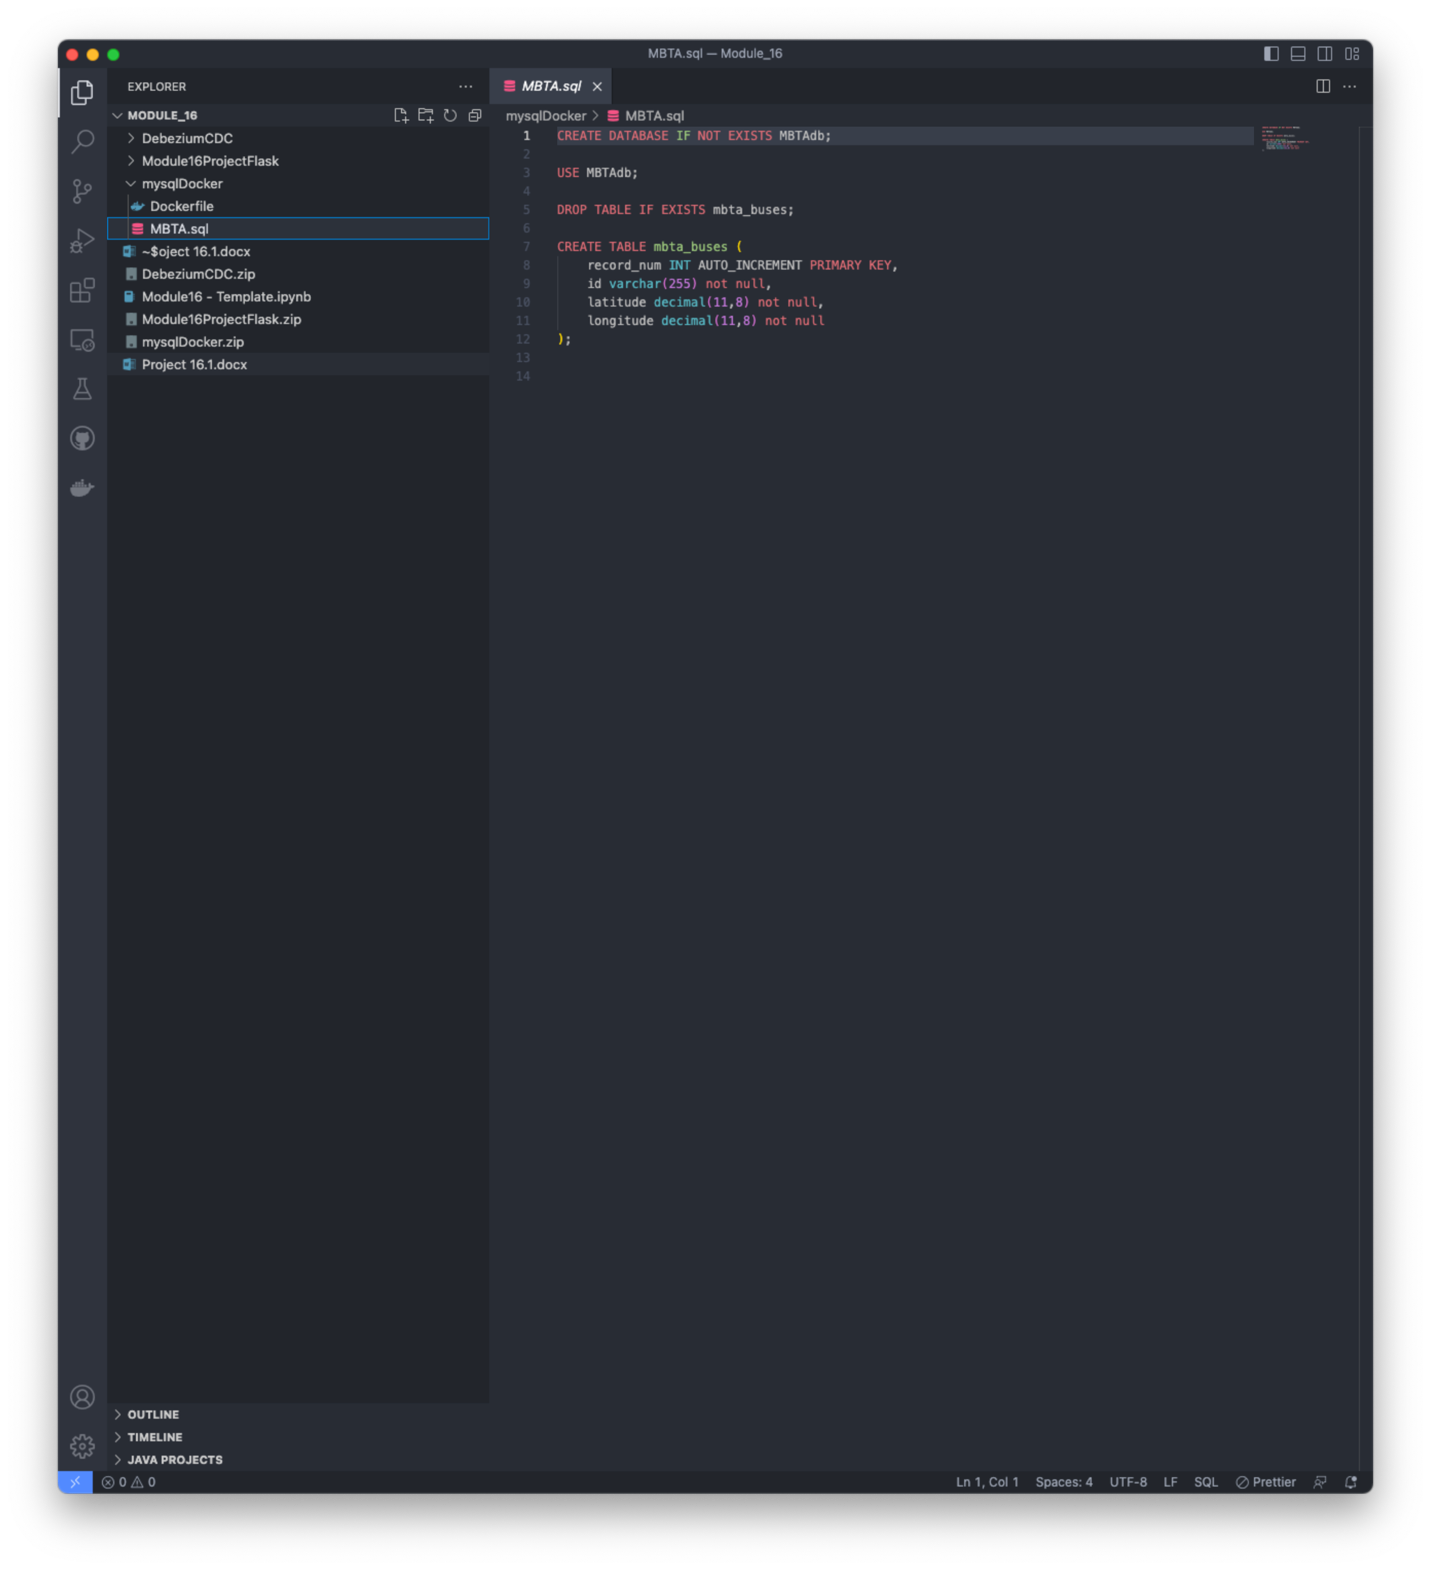 MBTA.sql — Module_16
EXPLORER
MODULE_16
DebeziumCDC
Module16ProjectFlask
mysqlDocker
Dockerfile
MBTA.sql
~$oject 16.1.docx
DebeziumCDC.zip
Module16 - Template.ipynb
Module16ProjectFlask.zip
mysqlDocker.zip
Project 16.1.docx
OUTLINE
TIMELINE
JAVA PROJECTS
MBTA.sql
mysqlDocker > MBTA.sql
1 CREATE DATABASE IF NOT EXISTS MBTAdb;
2
3 USE MBTAdb;
4
5 DROP TABLE IF EXISTS mbta_buses;
6
7 CREATE TABLE mbta_buses (
8 record_num INT AUTO_INCREMENT PRIMARY KEY,
9 id varchar(255) not null,
10 latitude decimal(11,8) not null,
11 longitude decimal(11,8) not null
12 );
13
14
0 0 Ln 1, Col 1 Spaces: 4 UTF-8 LF SQL Prettier